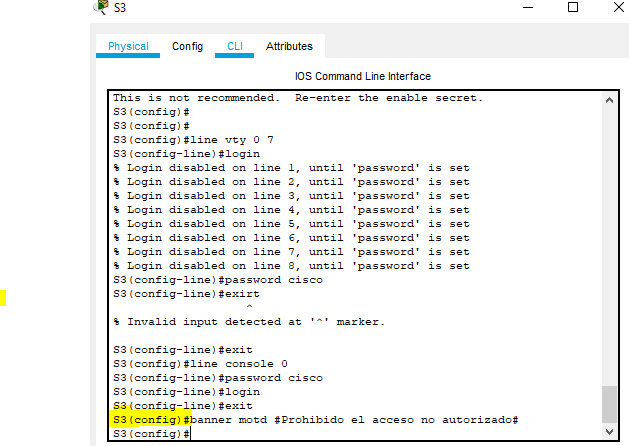 S3
Physical Config CLI Attributes
IOS Command Line Interface
This is not recommended.  Re-enter the enable secret.
S3(config)#
S3(config)#
S3(config)#line vty 0 7
S3(config-line)#login
% Login disabled on line 1, until 'password' is set
% Login disabled on line 2, until 'password' is set
% Login disabled on line 3, until 'password' is set
% Login disabled on line 4, until 'password' is set
% Login disabled on line 5, until 'password' is set
% Login disabled on line 6, until 'password' is set
% Login disabled on line 7, until 'password' is set
% Login disabled on line 8, until 'password' is set
S3(config-line)#password cisco
S3(config-line)#exirt
^
% Invalid input detected at '^' marker.
S3(config-line)#exit
S3(config)#line console 0
S3(config-line)#password cisco
S3(config-line)#login
S3(config-line)#exit
S3(config)#banner motd #Prohibido el acceso no autorizado#
S3(config)#